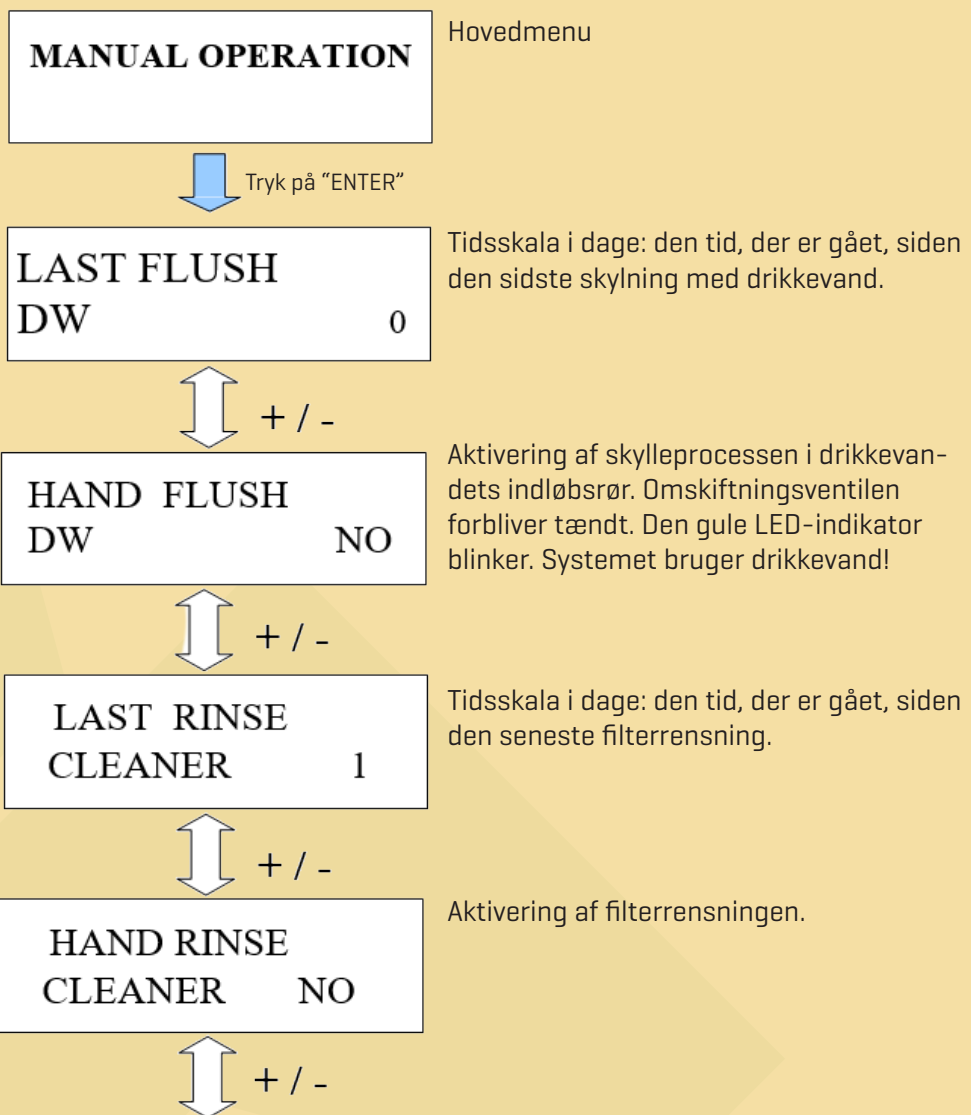 MANUAL OPERATION
Hovedmenu
Tryk på “ENTER”
LAST FLUSH
DW 0
Tidsskala i dage: den tid, der er gået, siden
den sidste skylning med drikkevand.
+ / -
HAND FLUSH
DW NO
Aktivering af skylleprocessen i drikkevan-
dets indløbsrør. Omskiftningsventilen
forbliver tændt. Den gule LED-indikator
blinker. Systemet bruger drikkevand!
+ / -
LAST RINSE
CLEANER 1
Tidsskala i dage: den tid, der er gået, siden
den seneste filterrensning.
+ / -
HAND RINSE
CLEANER NO
Aktivering af filterrensningen.
+ / -